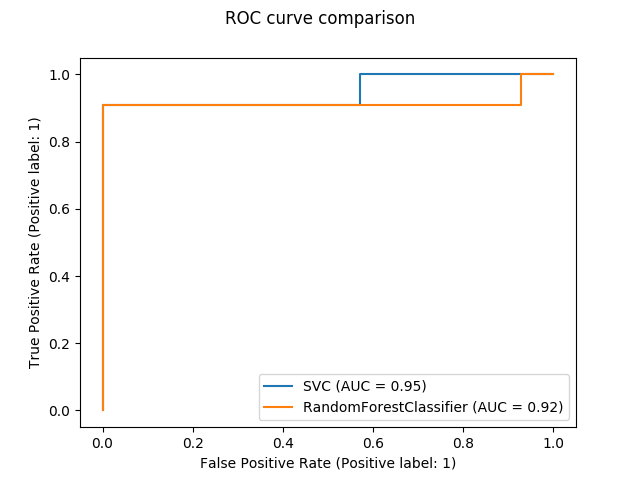 ROC curve comparison
1.0
0.8
0.6
0.4
0.2
0.0
True Positive Rate (Positive label: 1)
SVC (AUC = 0.95)
RandomForestClassifier (AUC = 0.92)
0.0 0.2 0.4 0.6 0.8 1.0
False Positive Rate (Positive label: 1)